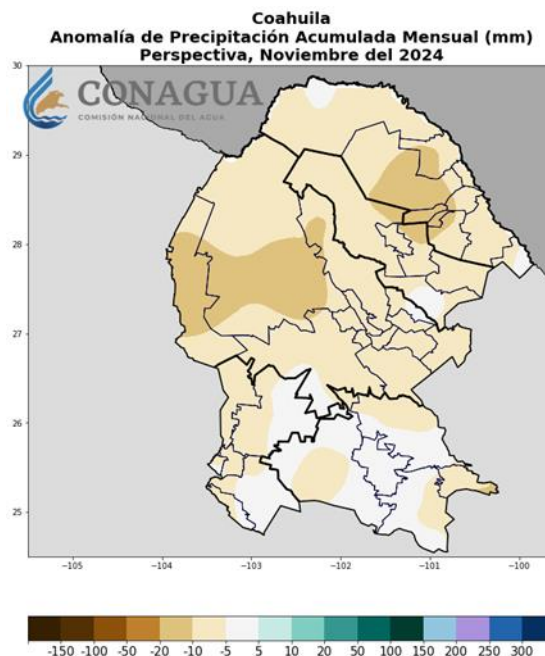 Coahuila
Anomalía de Precipitación Acumulada Mensual (mm)
Perspectiva, Noviembre del 2024
CONAGUA
COMISIÓN NACIONAL DEL AGUA
30
29
28
27
26
25
−105 −104 −103 −102 −101 −100
-150 -100 -50 -20 -10 -5 5 10 20 50 100 150 200 250 300